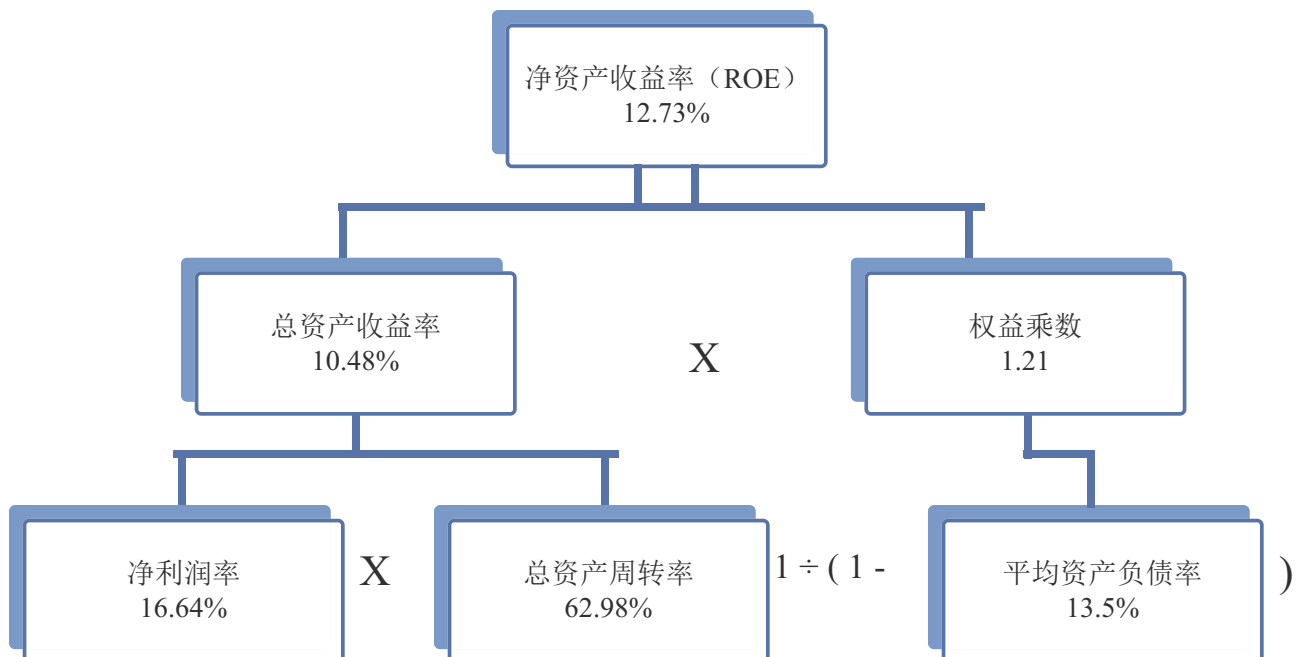 净资产收益率（ROE）
12.73%
总资产收益率
10.48%
X
权益乘数
1.21
净利润率
16.64%
X
总资产周转率
62.98%
1 ÷ ( 1 -
平均资产负债率
13.5%
)